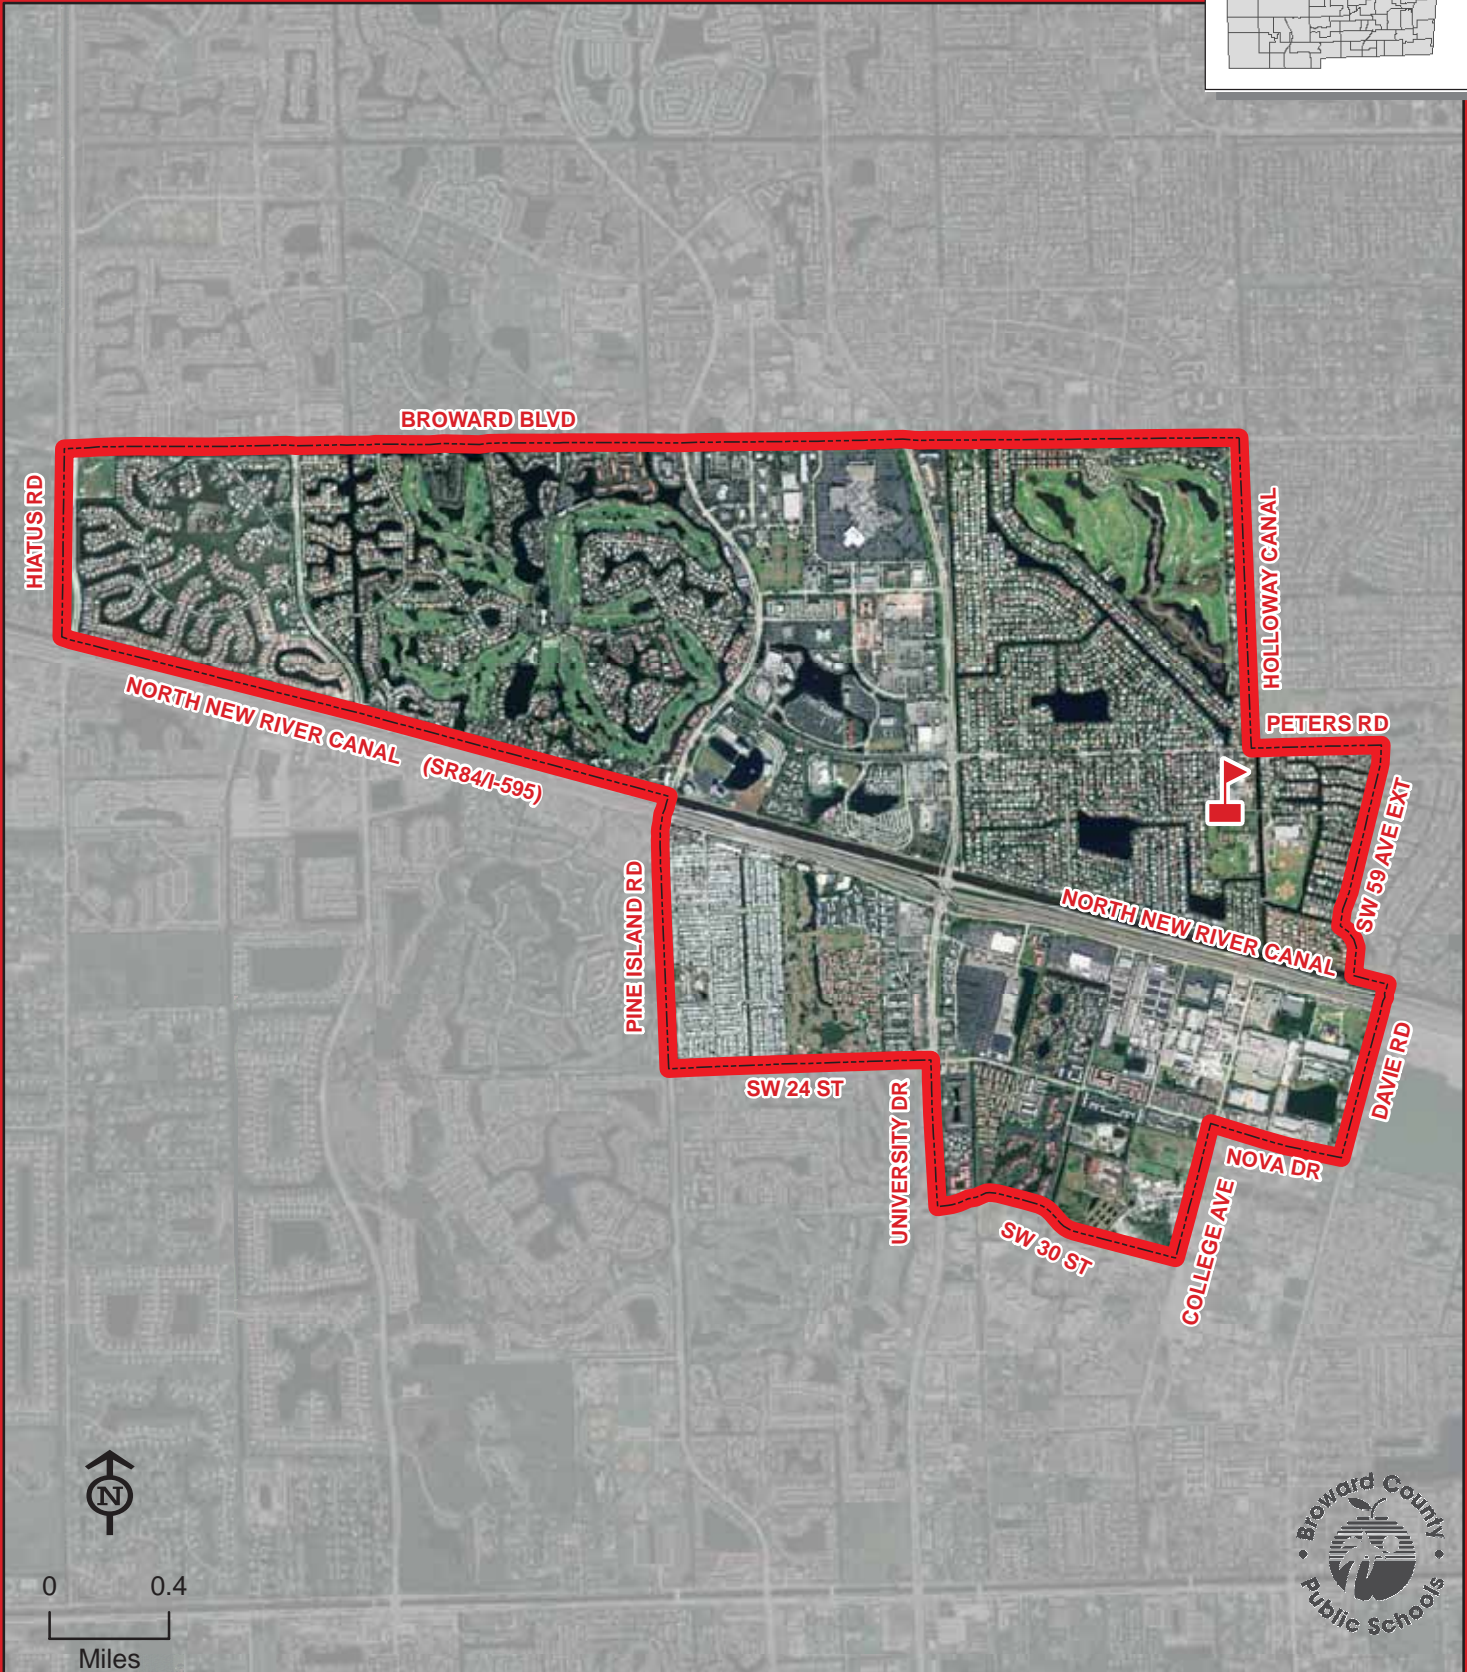 BROWARD BLVD
HIATUS RD
HOLLOWAY CANAL
NORTH NEW RIVER CANAL (SR84/I-595)
PETERS RD
SW 59 AVE EXT
PINE ISLAND RD
NORTH NEW RIVER CANAL
DAVIE RD
SW 24 ST
UNIVERSITY DR
NOVA DR
SW 30 ST
COLLEGE AVE
N
Broward County
Public Schools
0 0.4
Miles